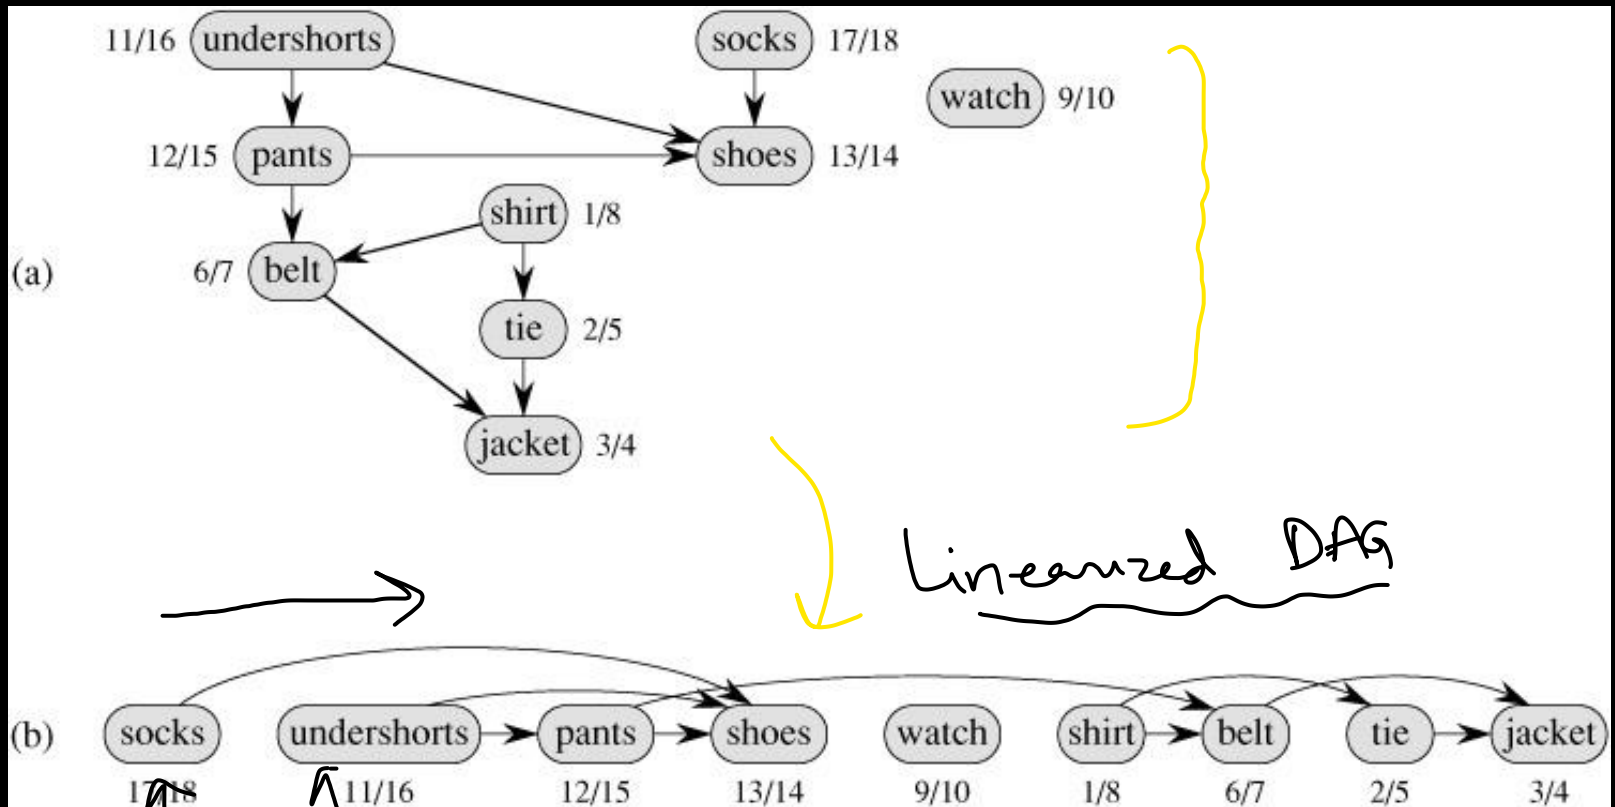 11/16 undershorts socks 17/18
watch 9/10
12/15 pants shoes 13/14
shirt 1/8
(a) 6/7 belt
tie 2/5
jacket 3/4
Linearized DAG
(b) socks undershorts pants shoes watch shirt belt tie jacket
17/18 11/16 12/15 13/14 9/10 1/8 6/7 2/5 3/4